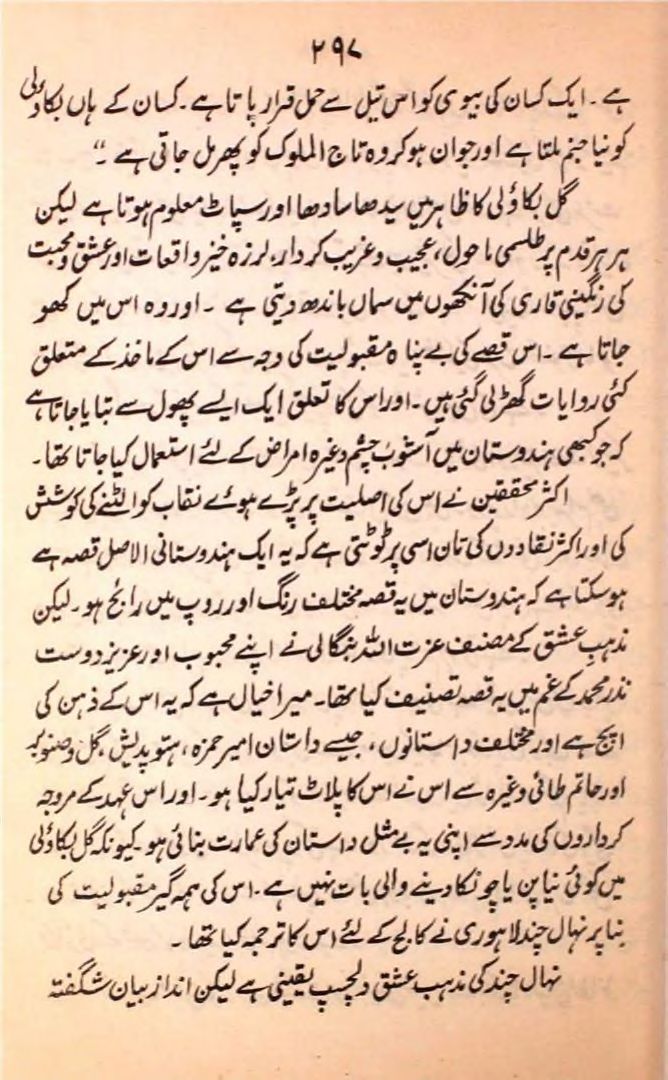 ۲۹۷
ہے ۔ ایک کسان کی بیوی کو اس تیل سے حمل قرار پاتا ہے ۔ کسان کے ہاں بکاؤلی
کو نیا جنم ملتا ہے اور جوان ہو کر وہ تاج الملوک کو پھر مل جاتی ہے ۔“
گل بکاؤلی کا ظاہر میں سیدھا سادھا اور سپاٹ معلوم ہوتا ہے لیکن
ہر ہر قدم پر طلسمی ماحول ، عجیب و غریب کردار، لرزہ خیز واقعات اور عشق و محبت
کی رنگینی قاری کی آنکھوں میں سماں باندھ دیتی ہے ۔ اور وہ اس میں کھو
جاتا ہے ۔ اس قصے کی بے پناہ مقبولیت کی وجہ سے اس کے ماخذ کے متعلق
کئی روایات گھڑ لی گئی ہیں ۔ اور اس کا تعلق ایک ایسے پھول سے بتایا جاتا ہے
کہ جو کبھی ہندوستان میں آشوب چشم وغیرہ امراض کے لئے استعمال کیا جاتا تھا ۔
اکثر محققین نے اس کی اصلیت پر پڑے ہوئے نقاب کو الٹنے کی کوشش
کی اور اکثر نقادوں کی تان اسی پر ٹوٹتی ہے کہ یہ ایک ہندوستانی الاصل قصہ ہے
ہو سکتا ہے کہ ہندوستان میں یہ قصہ مختلف رنگ اور روپ میں رائج ہو ۔ لیکن
مذہب عشق کے مصنف عزت اللہ بنگالی نے اپنے محبوب اور عزیز دوست
نذر محمد کے غم میں یہ قصہ تصنیف کیا تھا ۔ میرا خیال ہے کہ یہ اس کے ذہن کی
اپج ہے اور مختلف داستانوں ، جیسے داستان امیر حمزہ ، ہتوپدیش ، گل و صنوبر
اور حاتم طائی وغیرہ سے اس نے اس کا پلاٹ تیار کیا ہو ۔ اور اس عہد کے مروجہ
کرداروں کی مدد سے اپنی یہ بے مثل داستان کی عمارت بنائی ہو ۔ کیونکہ گل بکاؤلی
میں کوئی نیا پن یا چونکا دینے والی بات نہیں ہے ۔ اس کی ہمہ گیر مقبولیت کی
بنا پر نہال چند لاہوری نے کالج کے لئے اس کا ترجمہ کیا تھا ۔
نہال چند کی مذہب عشق دلچسپ یقینی ہے لیکن انداز بیان شگفتہ